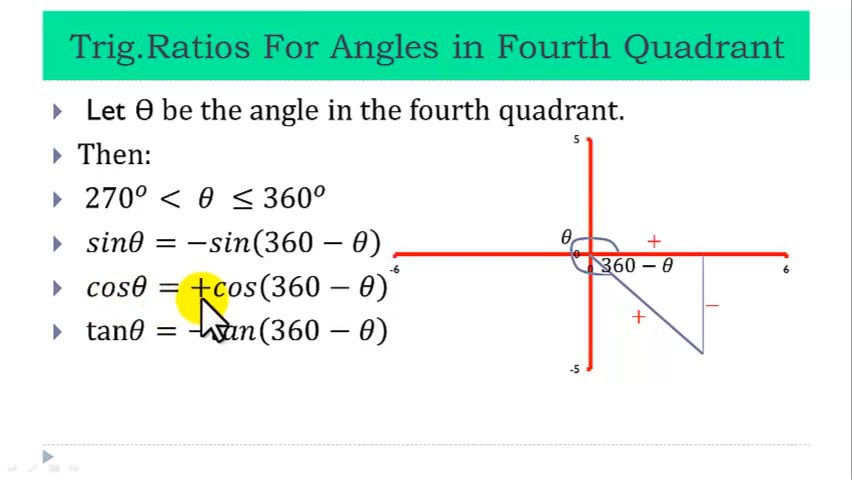 Trig.Ratios For Angles in Fourth Quadrant
Let Θ be the angle in the fourth quadrant.
Then:
270° < θ ≤ 360°
sinθ = −sin(360 − θ)
cosθ = +cos(360 − θ)
tanθ = −tan(360 − θ)
5
θ
+
0
-6
0
360 − θ
6
−
+
-5